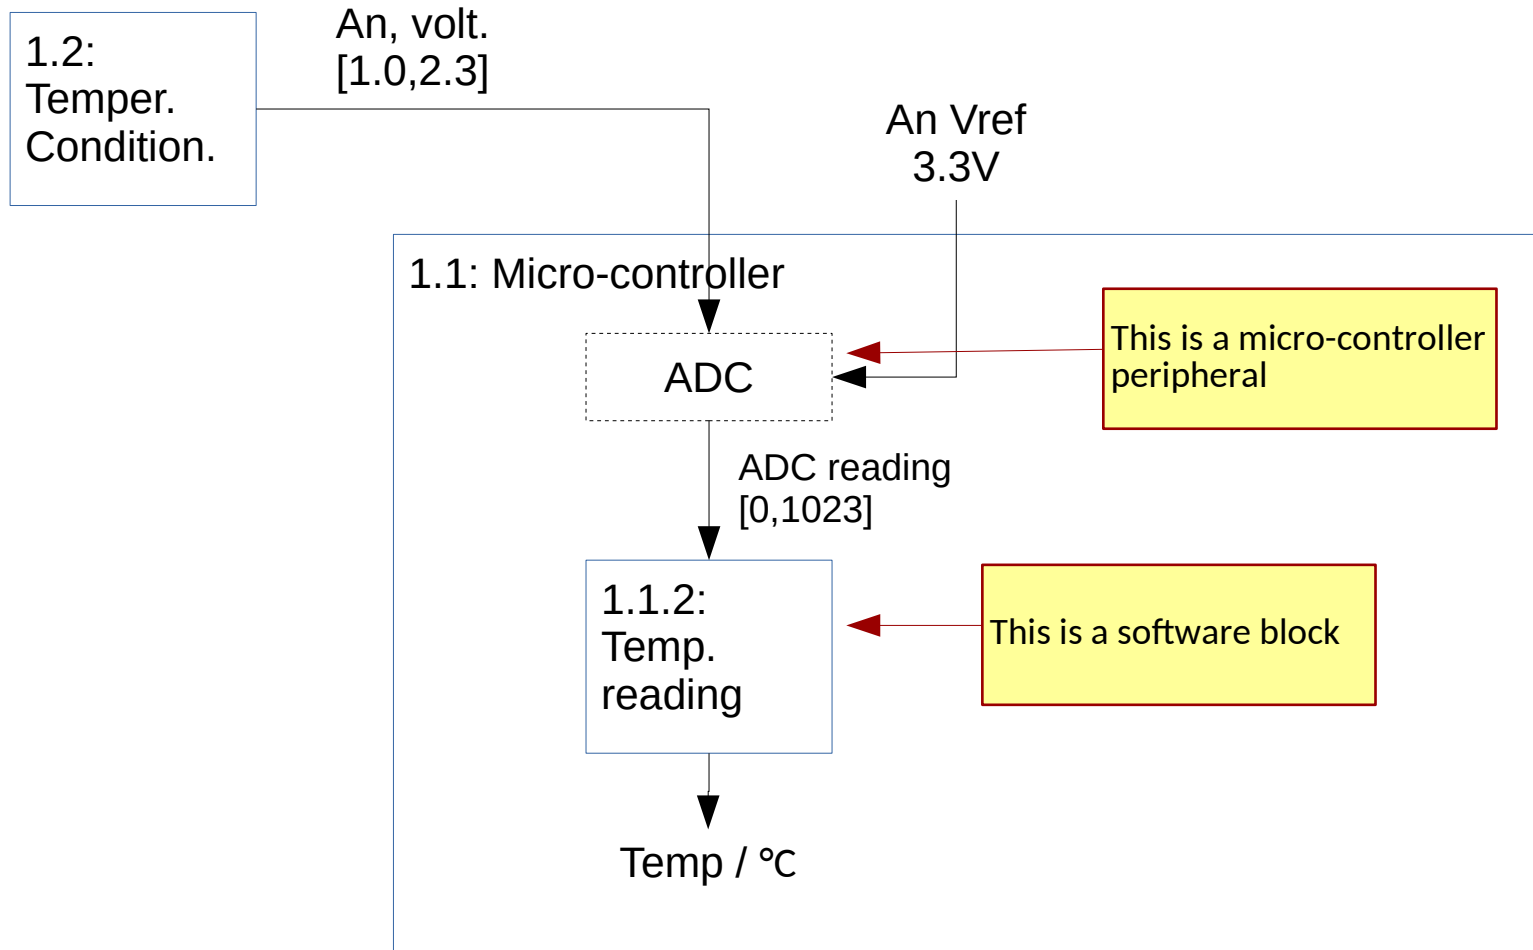 1.2:
Temper.
Condition.
An, volt.
[1.0,2.3]
An Vref
3.3V
1.1: Micro-controller
ADC
This is a micro-controller
peripheral
ADC reading
[0,1023]
1.1.2:
Temp.
reading
This is a software block
Temp / °C